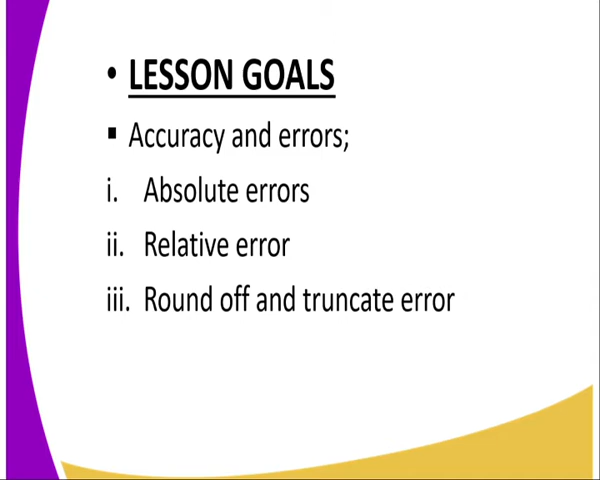 • LESSON GOALS
▪ Accuracy and errors;
i. Absolute errors
ii. Relative error
iii. Round off and truncate error